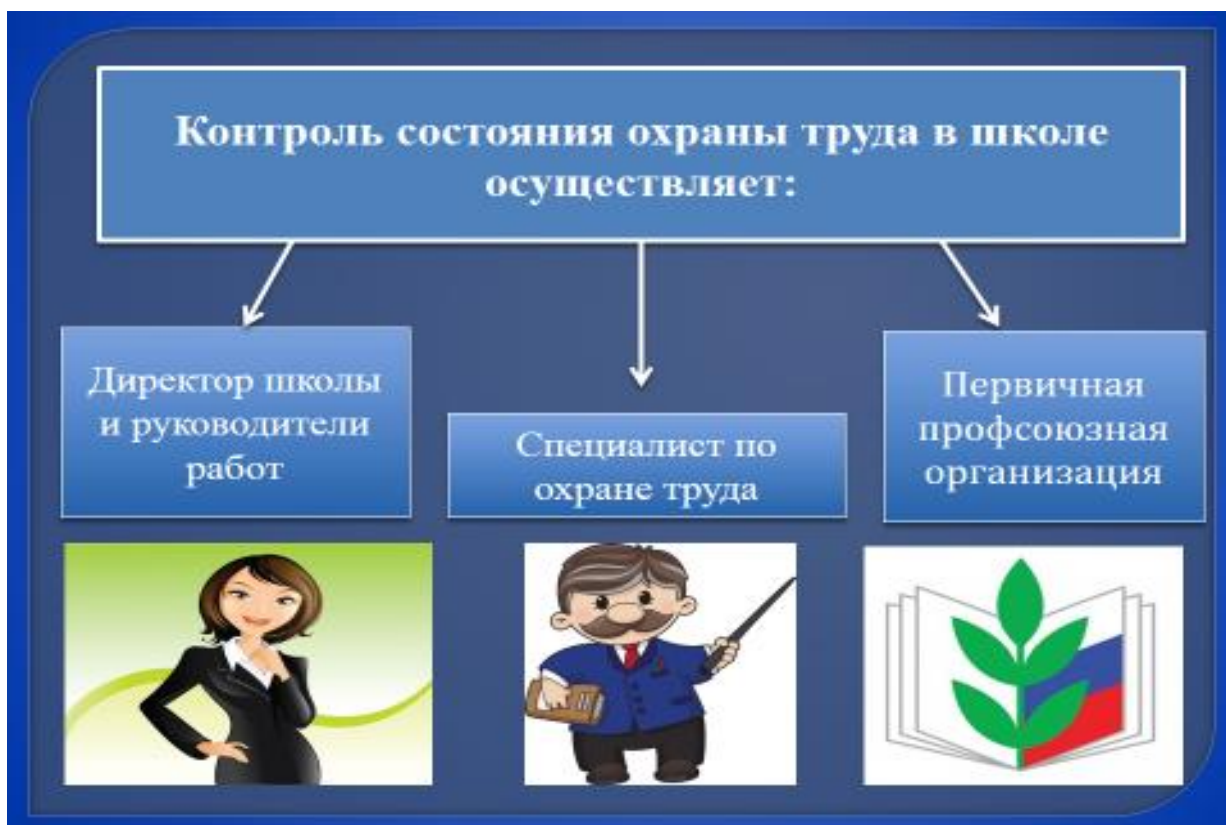 Контроль состояния охраны труда в школе
осуществляет:
Директор школы
и руководители
работ
Специалист по
охране труда
Первичная
профсоюзная
организация